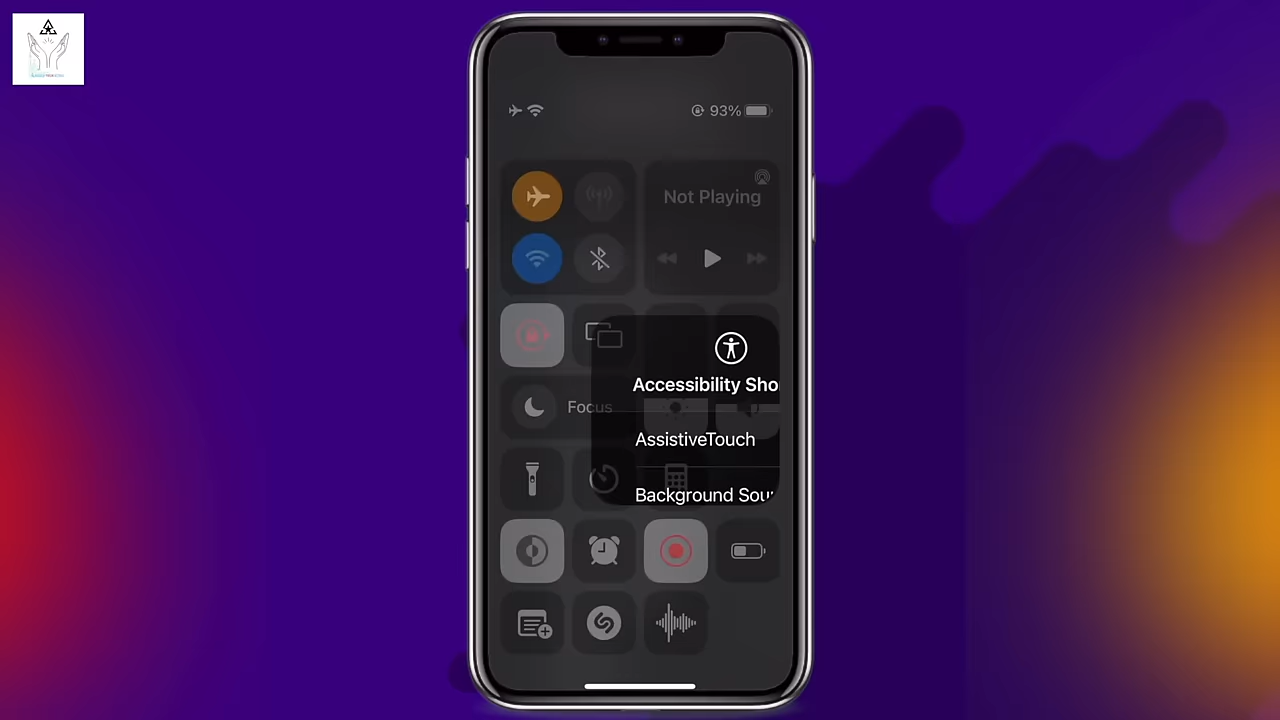 93%
Not Playing
Accessibility Sho
AssistiveTouch
Focus
Background Sou